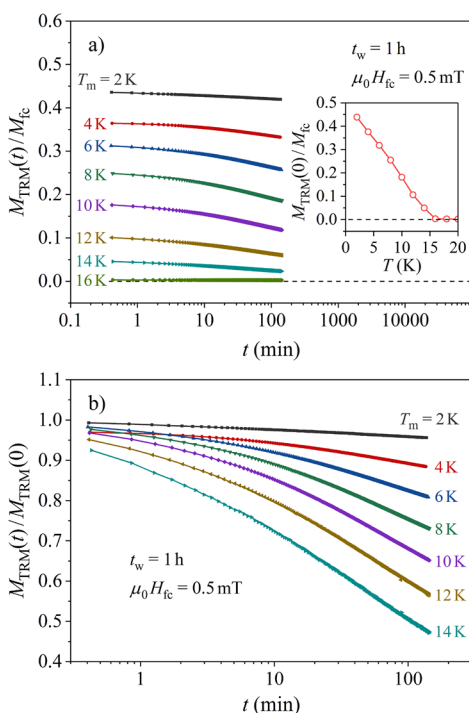 a)
t_w = 1 h
μ₀H_fc = 0.5 mT
T_m = 2 K
4 K
6 K
8 K
10 K
12 K
14 K
16 K
M_TRM(t)/M_fc
0.6
0.5
0.4
0.3
0.2
0.1
0.0
0.1 1 10 100 1000 10000
t (min)
M_TRM(0)/M_fc
0.5
0.4
0.3
0.2
0.1
0.0
0 5 10 15 20
T (K)
b)
T_m = 2 K
4 K
6 K
8 K
10 K
12 K
14 K
t_w = 1 h
μ₀H_fc = 0.5 mT
M_TRM(t)/M_TRM(0)
1.1
1.0
0.9
0.8
0.7
0.6
0.5
0.4
1 10 100
t (min)